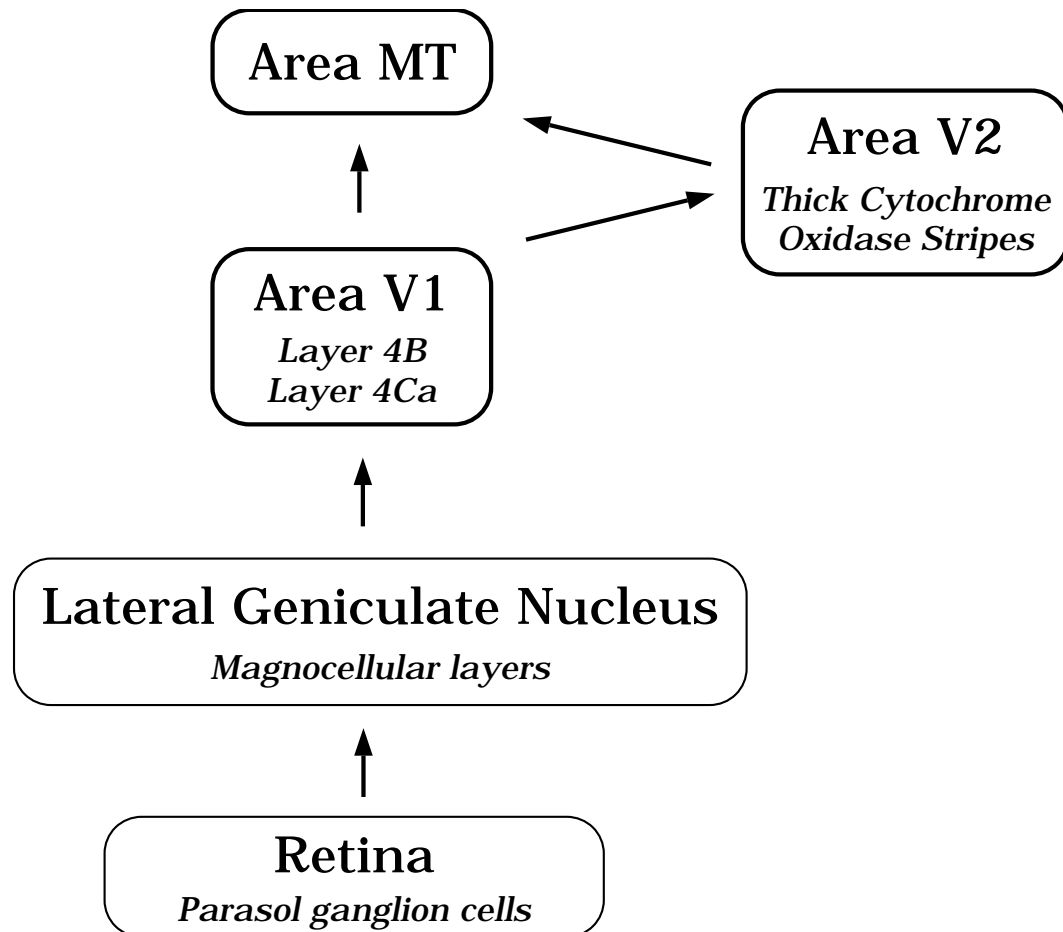 Area MT
Area V2
Thick Cytochrome
Oxidase Stripes
Area V1
Layer 4B
Layer 4Ca
Lateral Geniculate Nucleus
Magnocellular layers
Retina
Parasol ganglion cells